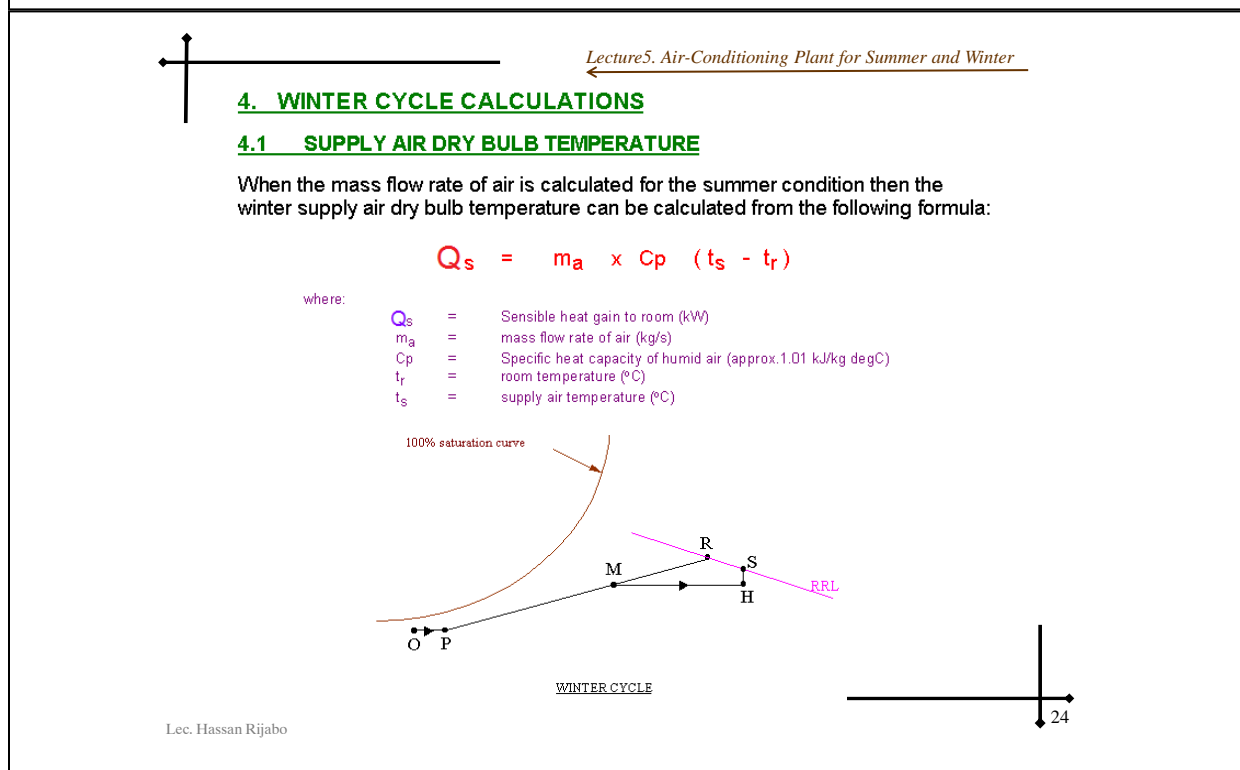 Lecture5. Air-Conditioning Plant for Summer and Winter
4. WINTER CYCLE CALCULATIONS
4.1 SUPPLY AIR DRY BULB TEMPERATURE
When the mass flow rate of air is calculated for the summer condition then the
winter supply air dry bulb temperature can be calculated from the following formula:
Qs = ma x Cp (ts - tr)
where:
Qs = Sensible heat gain to room (kW)
ma = mass flow rate of air (kg/s)
Cp = Specific heat capacity of humid air (approx.1.01 kJ/kg degC)
tr = room temperature (ºC)
ts = supply air temperature (ºC)
100% saturation curve
R
S
M
RRL
H
O P
WINTER CYCLE
24
Lec. Hassan Rijabo